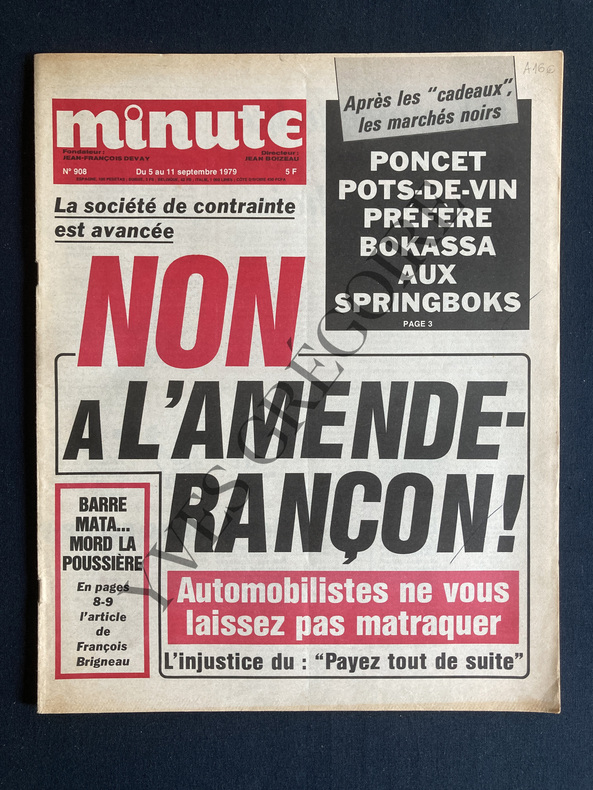 A16e
Après les "cadeaux",
les marchés noirs
minute
Fondateur :
JEAN-FRANÇOIS DEVAY
Directeur :
JEAN BOIZEAU
N° 908 Du 5 au 11 septembre 1979 5 F
PONCET
POTS-DE-VIN
PRÉFÈRE
BOKASSA
AUX
SPRINGBOKS
PAGE 3
La société de contrainte
est avancée
NON
A L'AMENDE-
RANÇON!
BARRE
MATA...
MORD LA
POUSSIÈRE
En pages
8-9
l'article
de
François
Brigneau
Automobilistes ne vous
laissez pas matraquer
L'injustice du : "Payez tout de suite"
YVES GRÉGOIRE